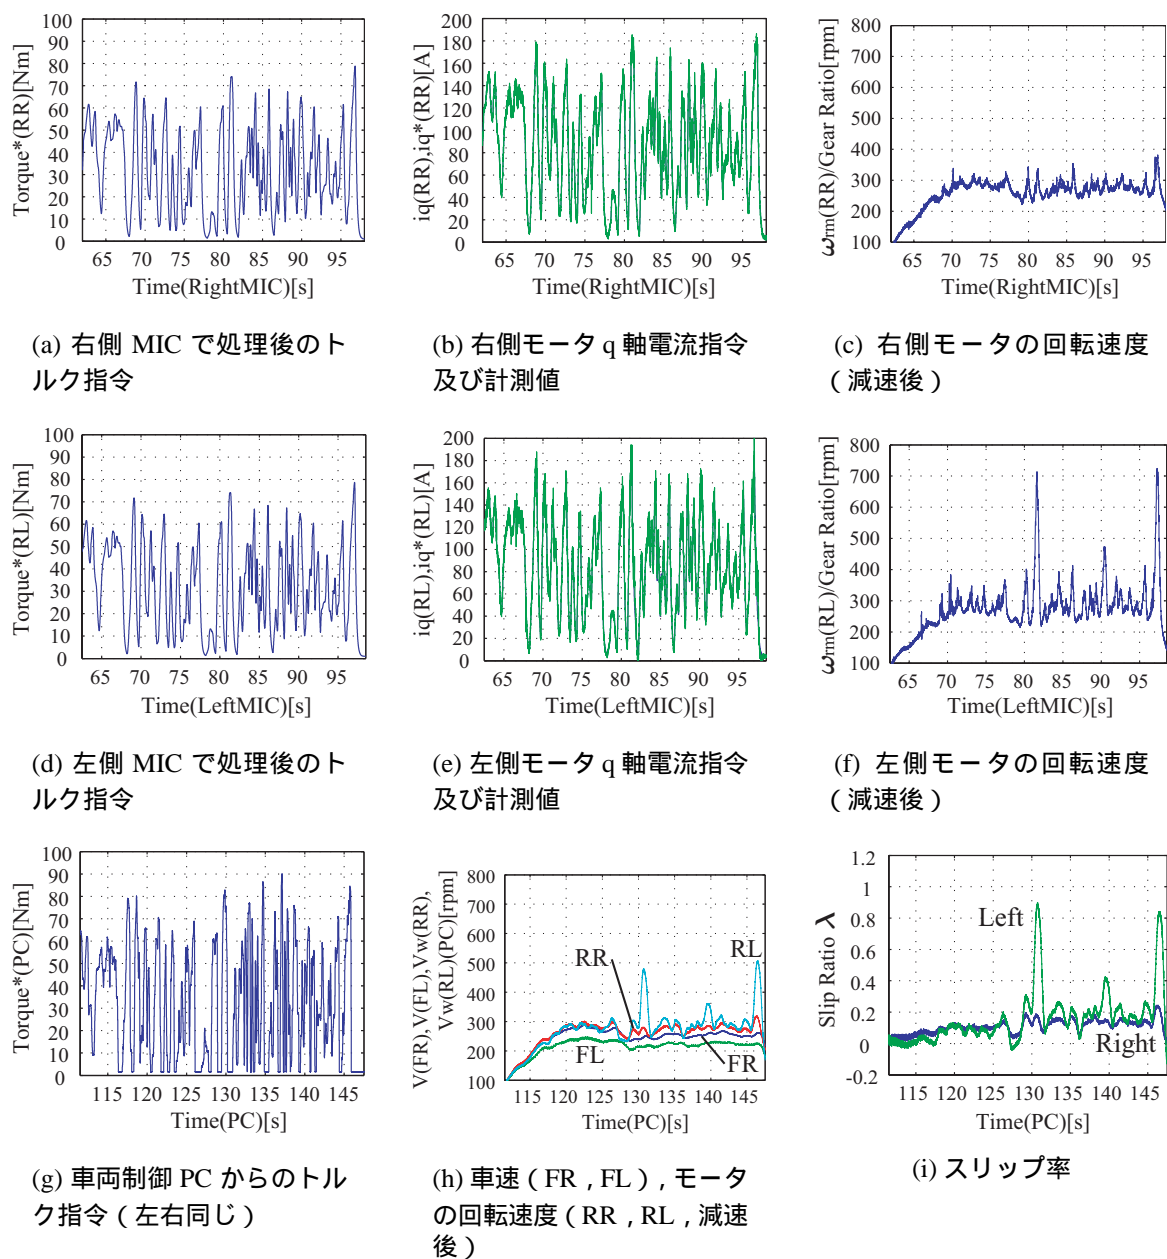 Torque*(RR)[Nm]
100
90
80
70
60
50
40
30
20
10
0
65 70 75 80 85 90 95
Time(RightMIC)[s]
(a) 右側 MIC で処理後のト
ルク指令
iq(RR),iq*(RR)[A]
200
180
160
140
120
100
80
60
40
20
0
65 70 75 80 85 90 95
Time(RightMIC)[s]
(b) 右側モータ q 軸電流指令
及び計測値
ωrm(RR)/Gear Ratio[rpm]
800
700
600
500
400
300
200
100
65 70 75 80 85 90 95
Time(RightMIC)[s]
(c) 右側モータの回転速度
(減速後)
Torque*(RL)[Nm]
100
90
80
70
60
50
40
30
20
10
0
65 70 75 80 85 90 95
Time(LeftMIC)[s]
(d) 左側 MIC で処理後のト
ルク指令
iq(RL),iq*(RL)[A]
200
180
160
140
120
100
80
60
40
20
0
65 70 75 80 85 90 95
Time(LeftMIC)[s]
(e) 左側モータ q 軸電流指令
及び計測値
ωrm(RL)/Gear Ratio[rpm]
800
700
600
500
400
300
200
100
65 70 75 80 85 90 95
Time(LeftMIC)[s]
(f) 左側モータの回転速度
(減速後)
Torque*(PC)[Nm]
100
90
80
70
60
50
40
30
20
10
0
115 120 125 130 135 140 145
Time(PC)[s]
(g) 車両制御 PC からのトル
ク指令(左右同じ)
V(FR),V(FL),Vw(RR),
Vw(RL)(PC)[rpm]
800
700
600
500
400
300
200
100
RR
RL
FL
FR
115 120 125 130 135 140 145
Time(PC)[s]
(h) 車速(FR , FL) , モータ
の回転速度(RR , RL , 減速
後)
Slip Ratio λ
1.2
1
0.8
0.6
0.4
0.2
0
-0.2
Left
Right
115 120 125 130 135 140 145
Time(PC)[s]
(i) スリップ率